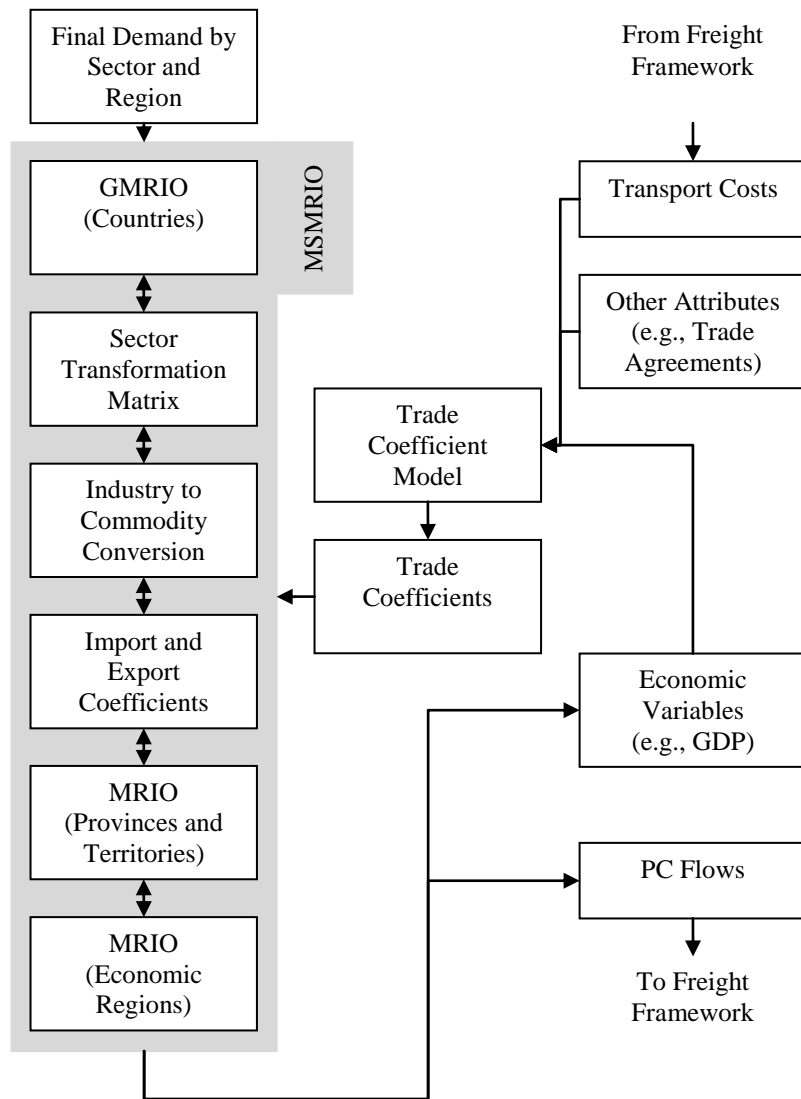 Final Demand by
Sector and
Region
GMRIO
(Countries)
MSMRIO
Sector
Transformation
Matrix
Industry to
Commodity
Conversion
Import and
Export
Coefficients
MRIO
(Provinces and
Territories)
MRIO
(Economic
Regions)
Trade
Coefficient
Model
Trade
Coefficients
From Freight
Framework
Transport Costs
Other Attributes
(e.g., Trade
Agreements)
Economic
Variables
(e.g., GDP)
PC Flows
To Freight
Framework